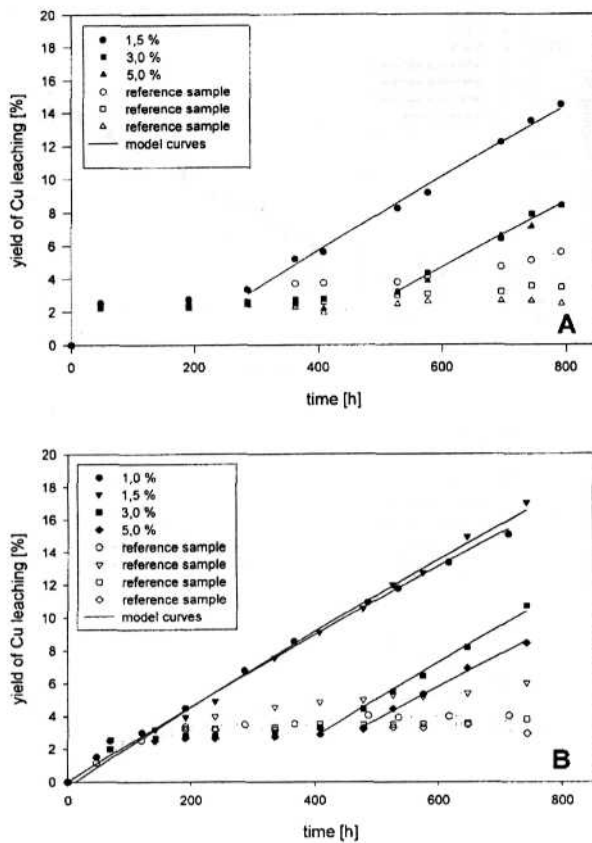 20
18
16
14
12
10
8
6
4
2
0
yield of Cu leaching [%]
1,5 %
3,0 %
5,0 %
reference sample
reference sample
reference sample
model curves
A
0
200
400
600
800
time [h]
20
18
16
14
12
10
8
6
4
2
0
yield of Cu leaching [%]
1,0 %
1,5 %
3,0 %
5,0 %
reference sample
reference sample
reference sample
reference sample
model curves
B
0
200
400
600
800
time [h]